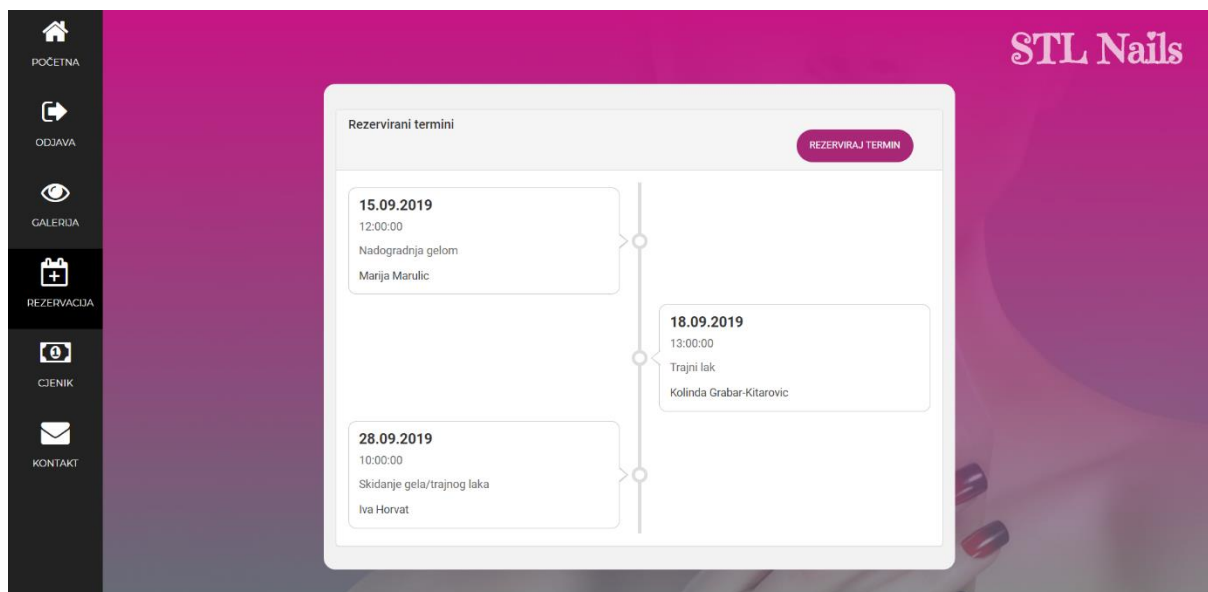 POČETNA
ODJAVA
GALERIJA
REZERVACIJA
CJENIK
KONTAKT
STL Nails
Rezervirani termini
REZERVIRAJ TERMIN
15.09.2019
12:00:00
Nadogradnja gelom
Marija Marulic
18.09.2019
13:00:00
Trajni lak
Kolinda Grabar-Kitarovic
28.09.2019
10:00:00
Skidanje gela/trajnog laka
Iva Horvat